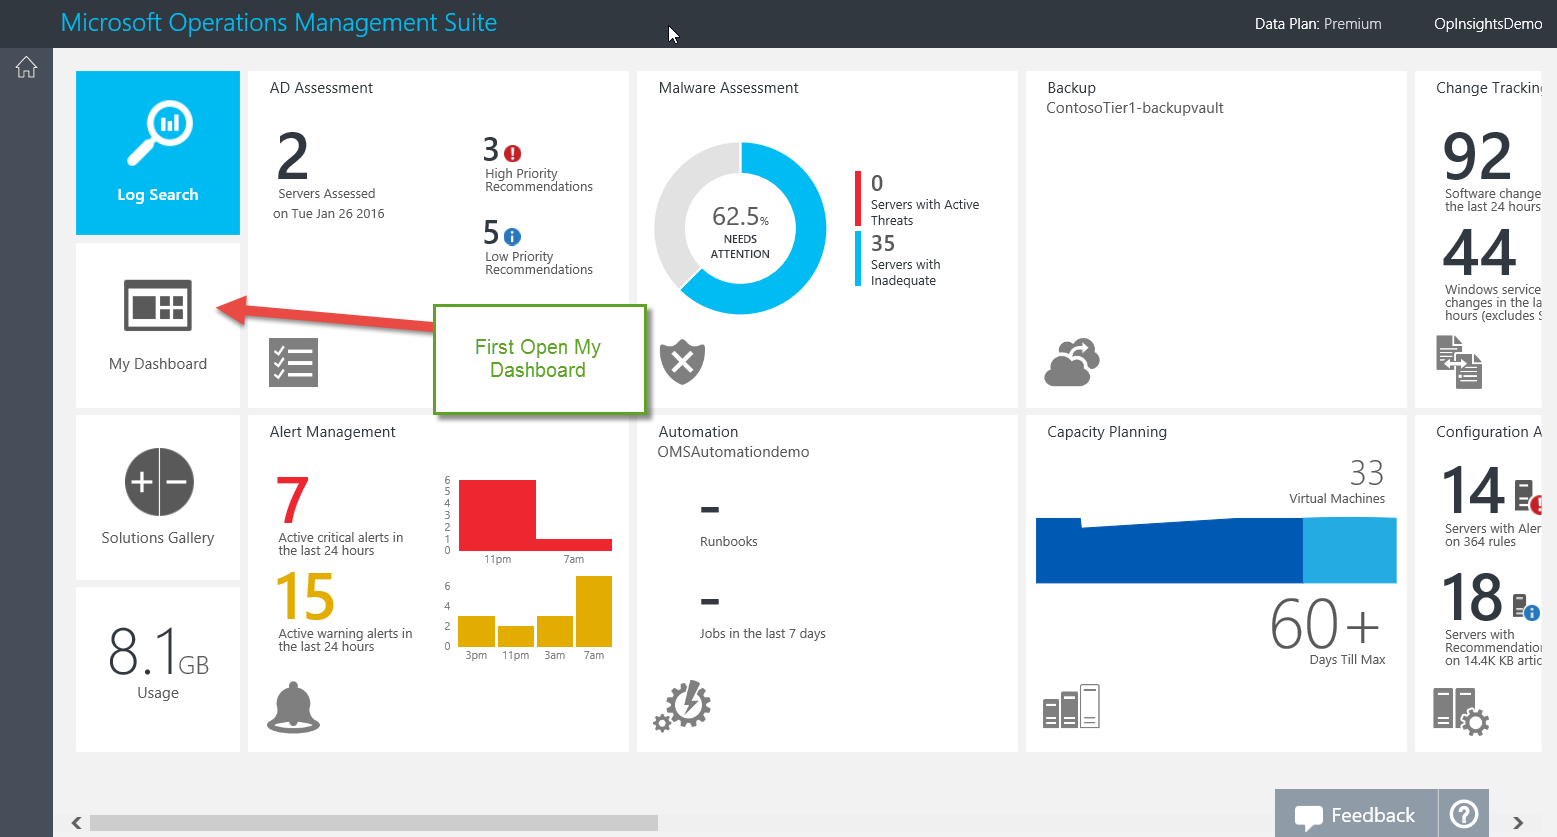 Microsoft Operations Management Suite
Data Plan: Premium
OpInsightsDemo
Log Search
My Dashboard
Solutions Gallery
8.1GB
Usage
AD Assessment
2
Servers Assessed
on Tue Jan 26 2016
3
High Priority
Recommendations
5
Low Priority
Recommendations
First Open My
Dashboard
Malware Assessment
62.5%
NEEDS
ATTENTION
0
Servers with Active
Threats
35
Servers with
Inadequate
Backup
ContosoTier1-backupvault
Change Tracking
92
Software change
the last 24 hours
44
Windows service
changes in the la
hours (excludes S
Alert Management
7
Active critical alerts in
the last 24 hours
6
5
4
3
2
1
0
11pm 7am
15
Active warning alerts in
the last 24 hours
6
4
2
0
3pm 11pm 3am 7am
Automation
OMSAutomationdemo
-
Runbooks
-
Jobs in the last 7 days
Capacity Planning
33
Virtual Machines
60+
Days Till Max
Configuration A
14
Servers with Aler
on 364 rules
18
Servers with
Recommendatio
on 14.4K KB artic
Feedback